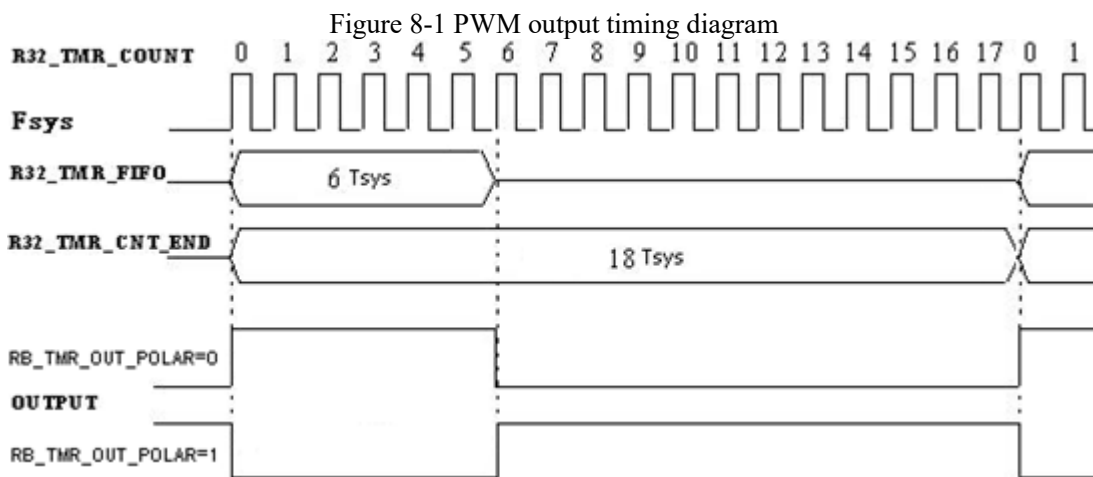 Figure 8-1 PWM output timing diagram
R32_TMR_COUNT 0 1 2 3 4 5 6 7 8 9 10 11 12 13 14 15 16 17 0 1
Fsys
R32_TMR_FIFO 6 Tsys
R32_TMR_CNT_END 18 Tsys
RB_TMR_OUT_POLAR=0
OUTPUT
RB_TMR_OUT_POLAR=1